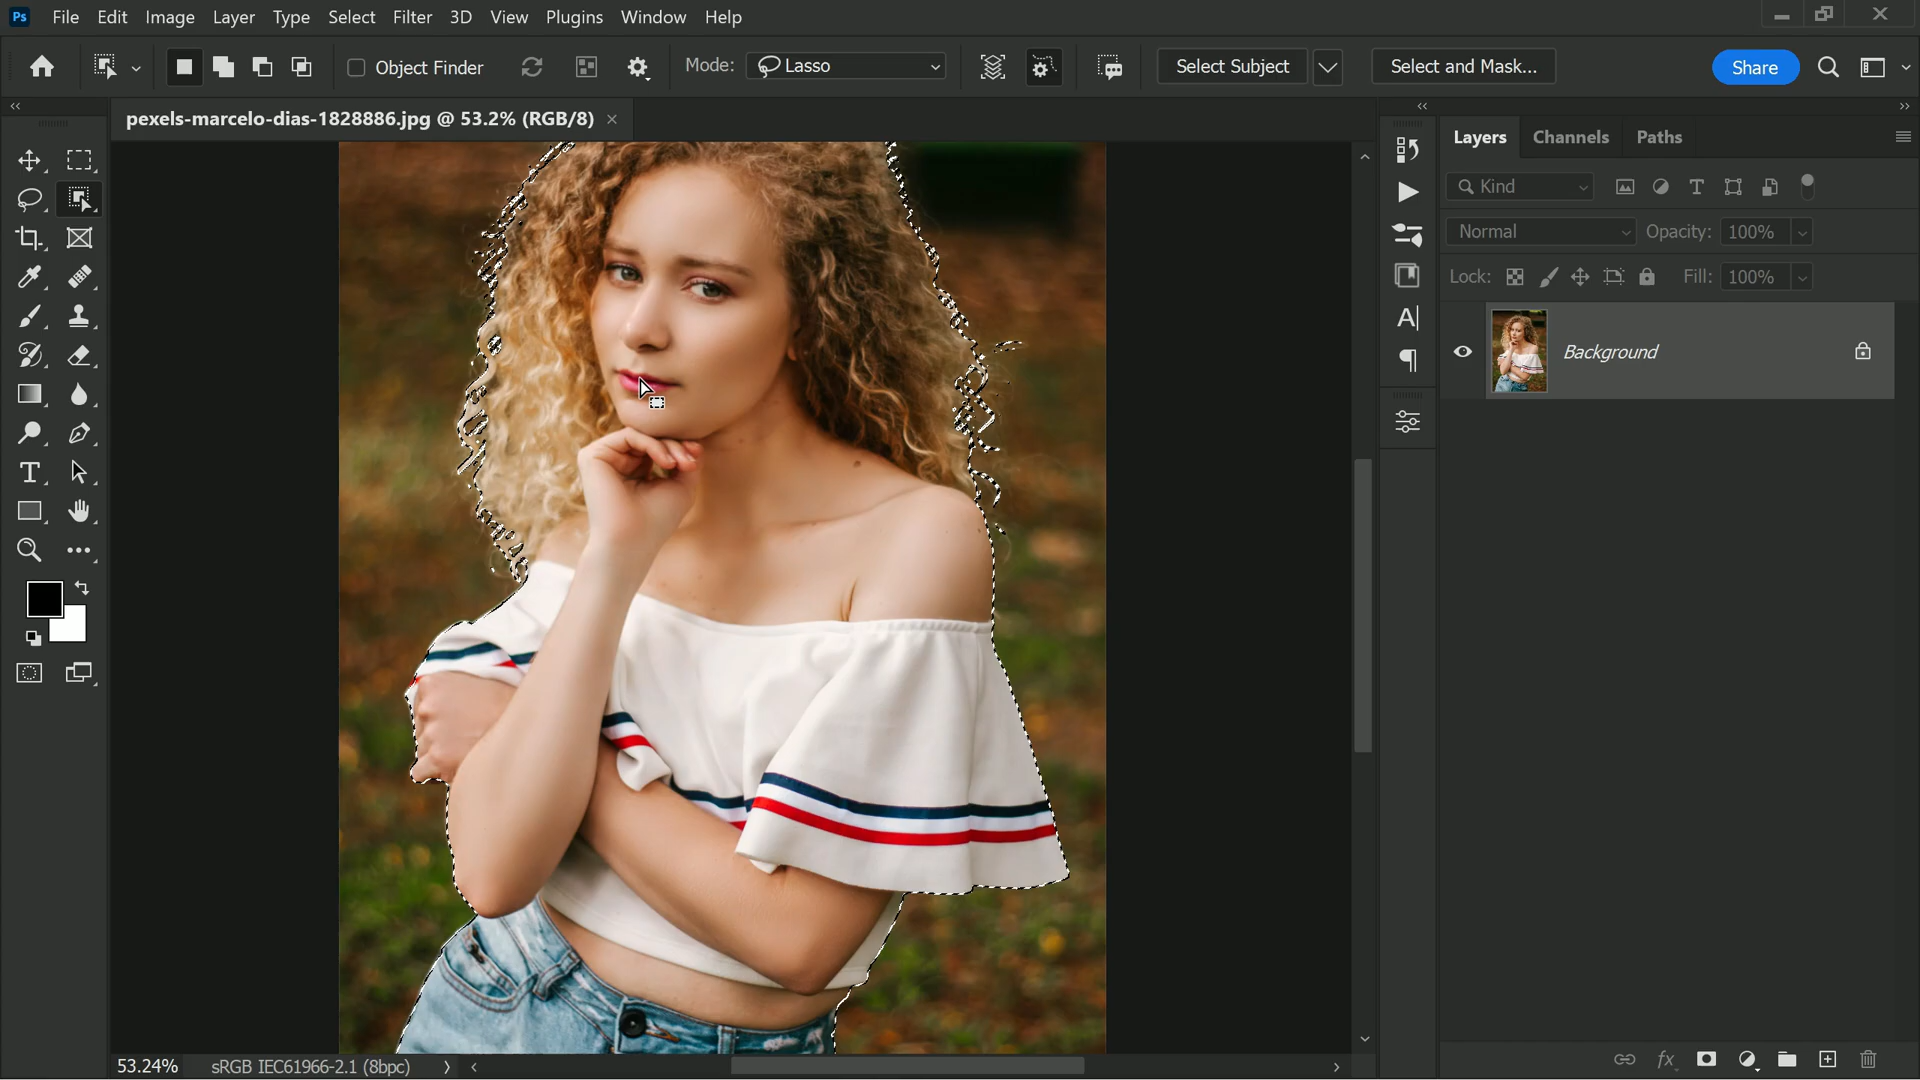 Ps File Edit Image Layer Type Select Filter 3D View Plugins Window Help
Object Finder Mode: Lasso Select Subject Select and Mask... Share
pexels-marcelo-dias-1828886.jpg @ 53.2% (RGB/8) ×
Layers Channels Paths
Kind
Normal Opacity: 100%
Lock: Fill: 100%
Background
53.24% sRGB IEC61966-2.1 (8bpc)